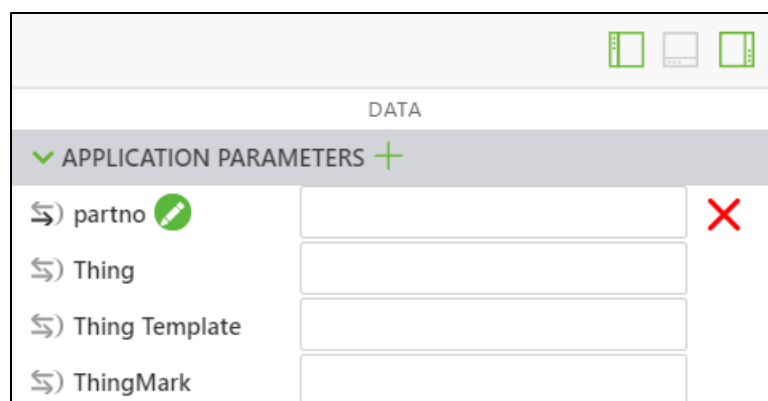 DATA
APPLICATION PARAMETERS
partno
Thing
Thing Template
ThingMark